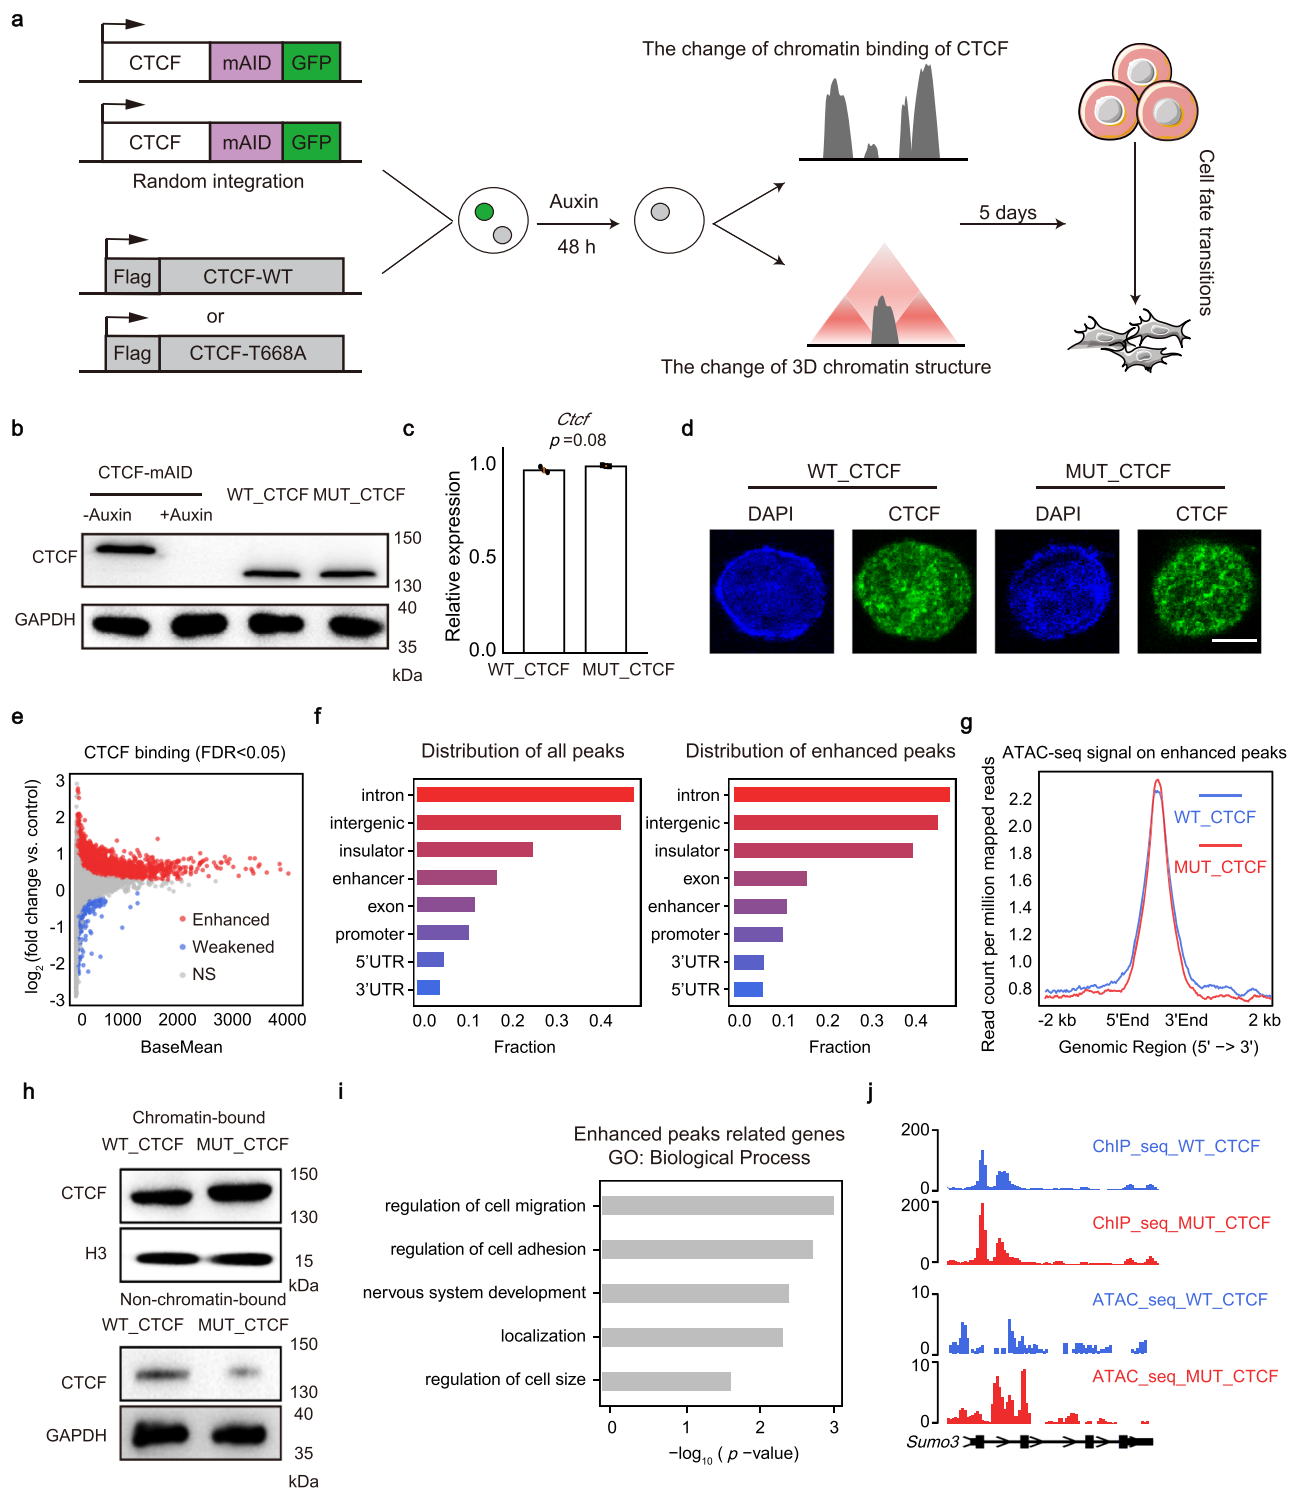 a
CTCF mAID GFP
CTCF mAID GFP
Random integration
Flag CTCF-WT
or
Flag CTCF-T668A
Auxin
48 h
The change of chromatin binding of CTCF
The change of 3D chromatin structure
5 days
Cell fate transitions
b
CTCF-mAID
-Auxin +Auxin WT_CTCF MUT_CTCF
CTCF
150
130
GAPDH
40
35
kDa
c
Ctcf
p=0.08
Relative expression
1.0
0.5
0.0
WT_CTCF MUT_CTCF
d
WT_CTCF MUT_CTCF
DAPI CTCF DAPI CTCF
e
CTCF binding (FDR<0.05)
log2 (fold change vs. control)
3
2
1
0
-1
-2
-3
Enhanced
Weakened
NS
0 1000 2000 3000 4000
BaseMean
f
Distribution of all peaks
intron
intergenic
insulator
enhancer
exon
promoter
5'UTR
3'UTR
0.0 0.1 0.2 0.3 0.4
Fraction
Distribution of enhanced peaks
intron
intergenic
insulator
exon
enhancer
promoter
3'UTR
5'UTR
0.0 0.1 0.2 0.3 0.4
Fraction
g
ATAC-seq signal on enhanced peaks
Read count per million mapped reads
2.2
2.0
1.8
1.6
1.4
1.2
1.0
0.8
WT_CTCF
MUT_CTCF
-2 kb 5'End 3'End 2 kb
Genomic Region (5' −> 3')
h
Chromatin-bound
WT_CTCF MUT_CTCF
CTCF
150
130
H3
15
kDa
Non-chromatin-bound
WT_CTCF MUT_CTCF
CTCF
150
130
GAPDH
40
35
kDa
i
Enhanced peaks related genes
GO: Biological Process
regulation of cell migration
regulation of cell adhesion
nervous system development
localization
regulation of cell size
0 1 2 3
−log10 ( p −value)
j
200
0
ChIP_seq_WT_CTCF
200
0
ChIP_seq_MUT_CTCF
10
0
ATAC_seq_WT_CTCF
10
0
ATAC_seq_MUT_CTCF
Sumo3